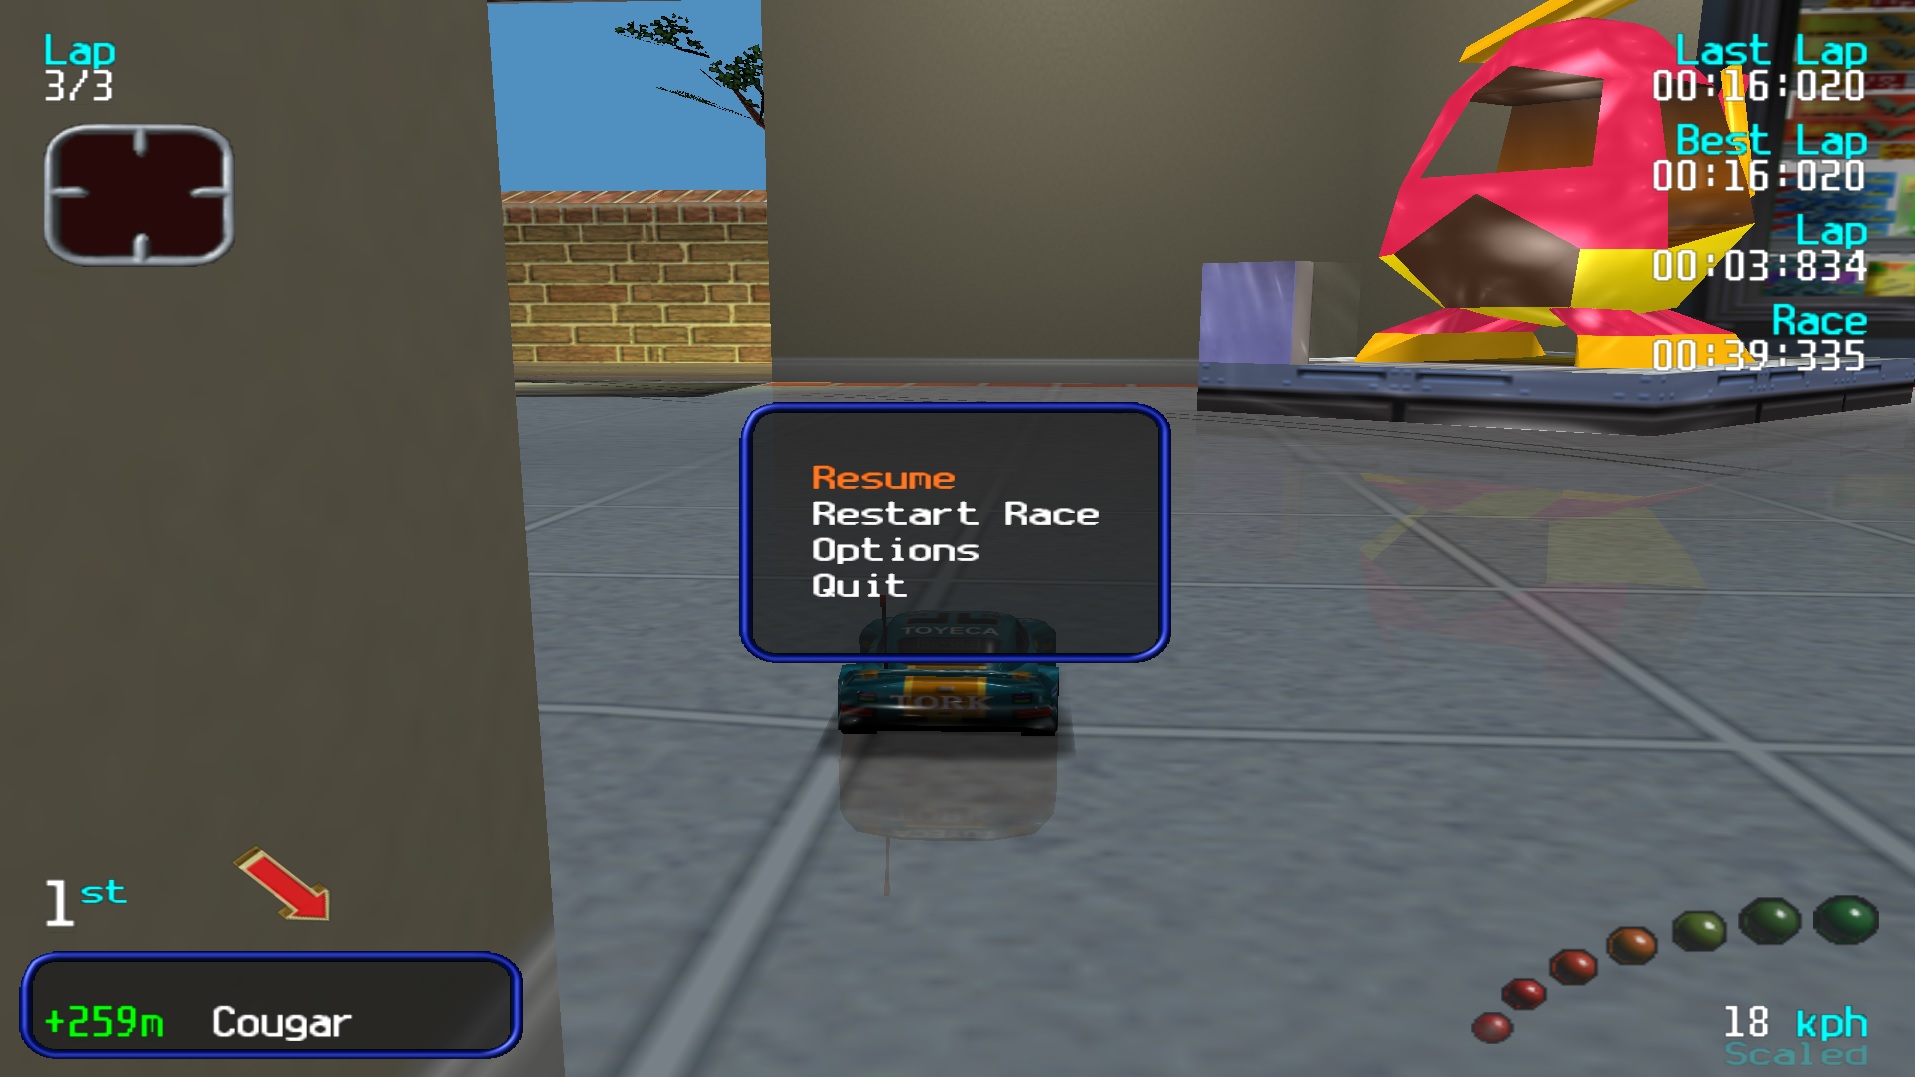 Lap
3/3
Last Lap
00:16:020
Best Lap
00:16:020
Lap
00:03:834
Race
00:39:335
Resume
Restart Race
Options
Quit
TOYECA
TORK
1st
+259m Cougar
18 kph
Scaled